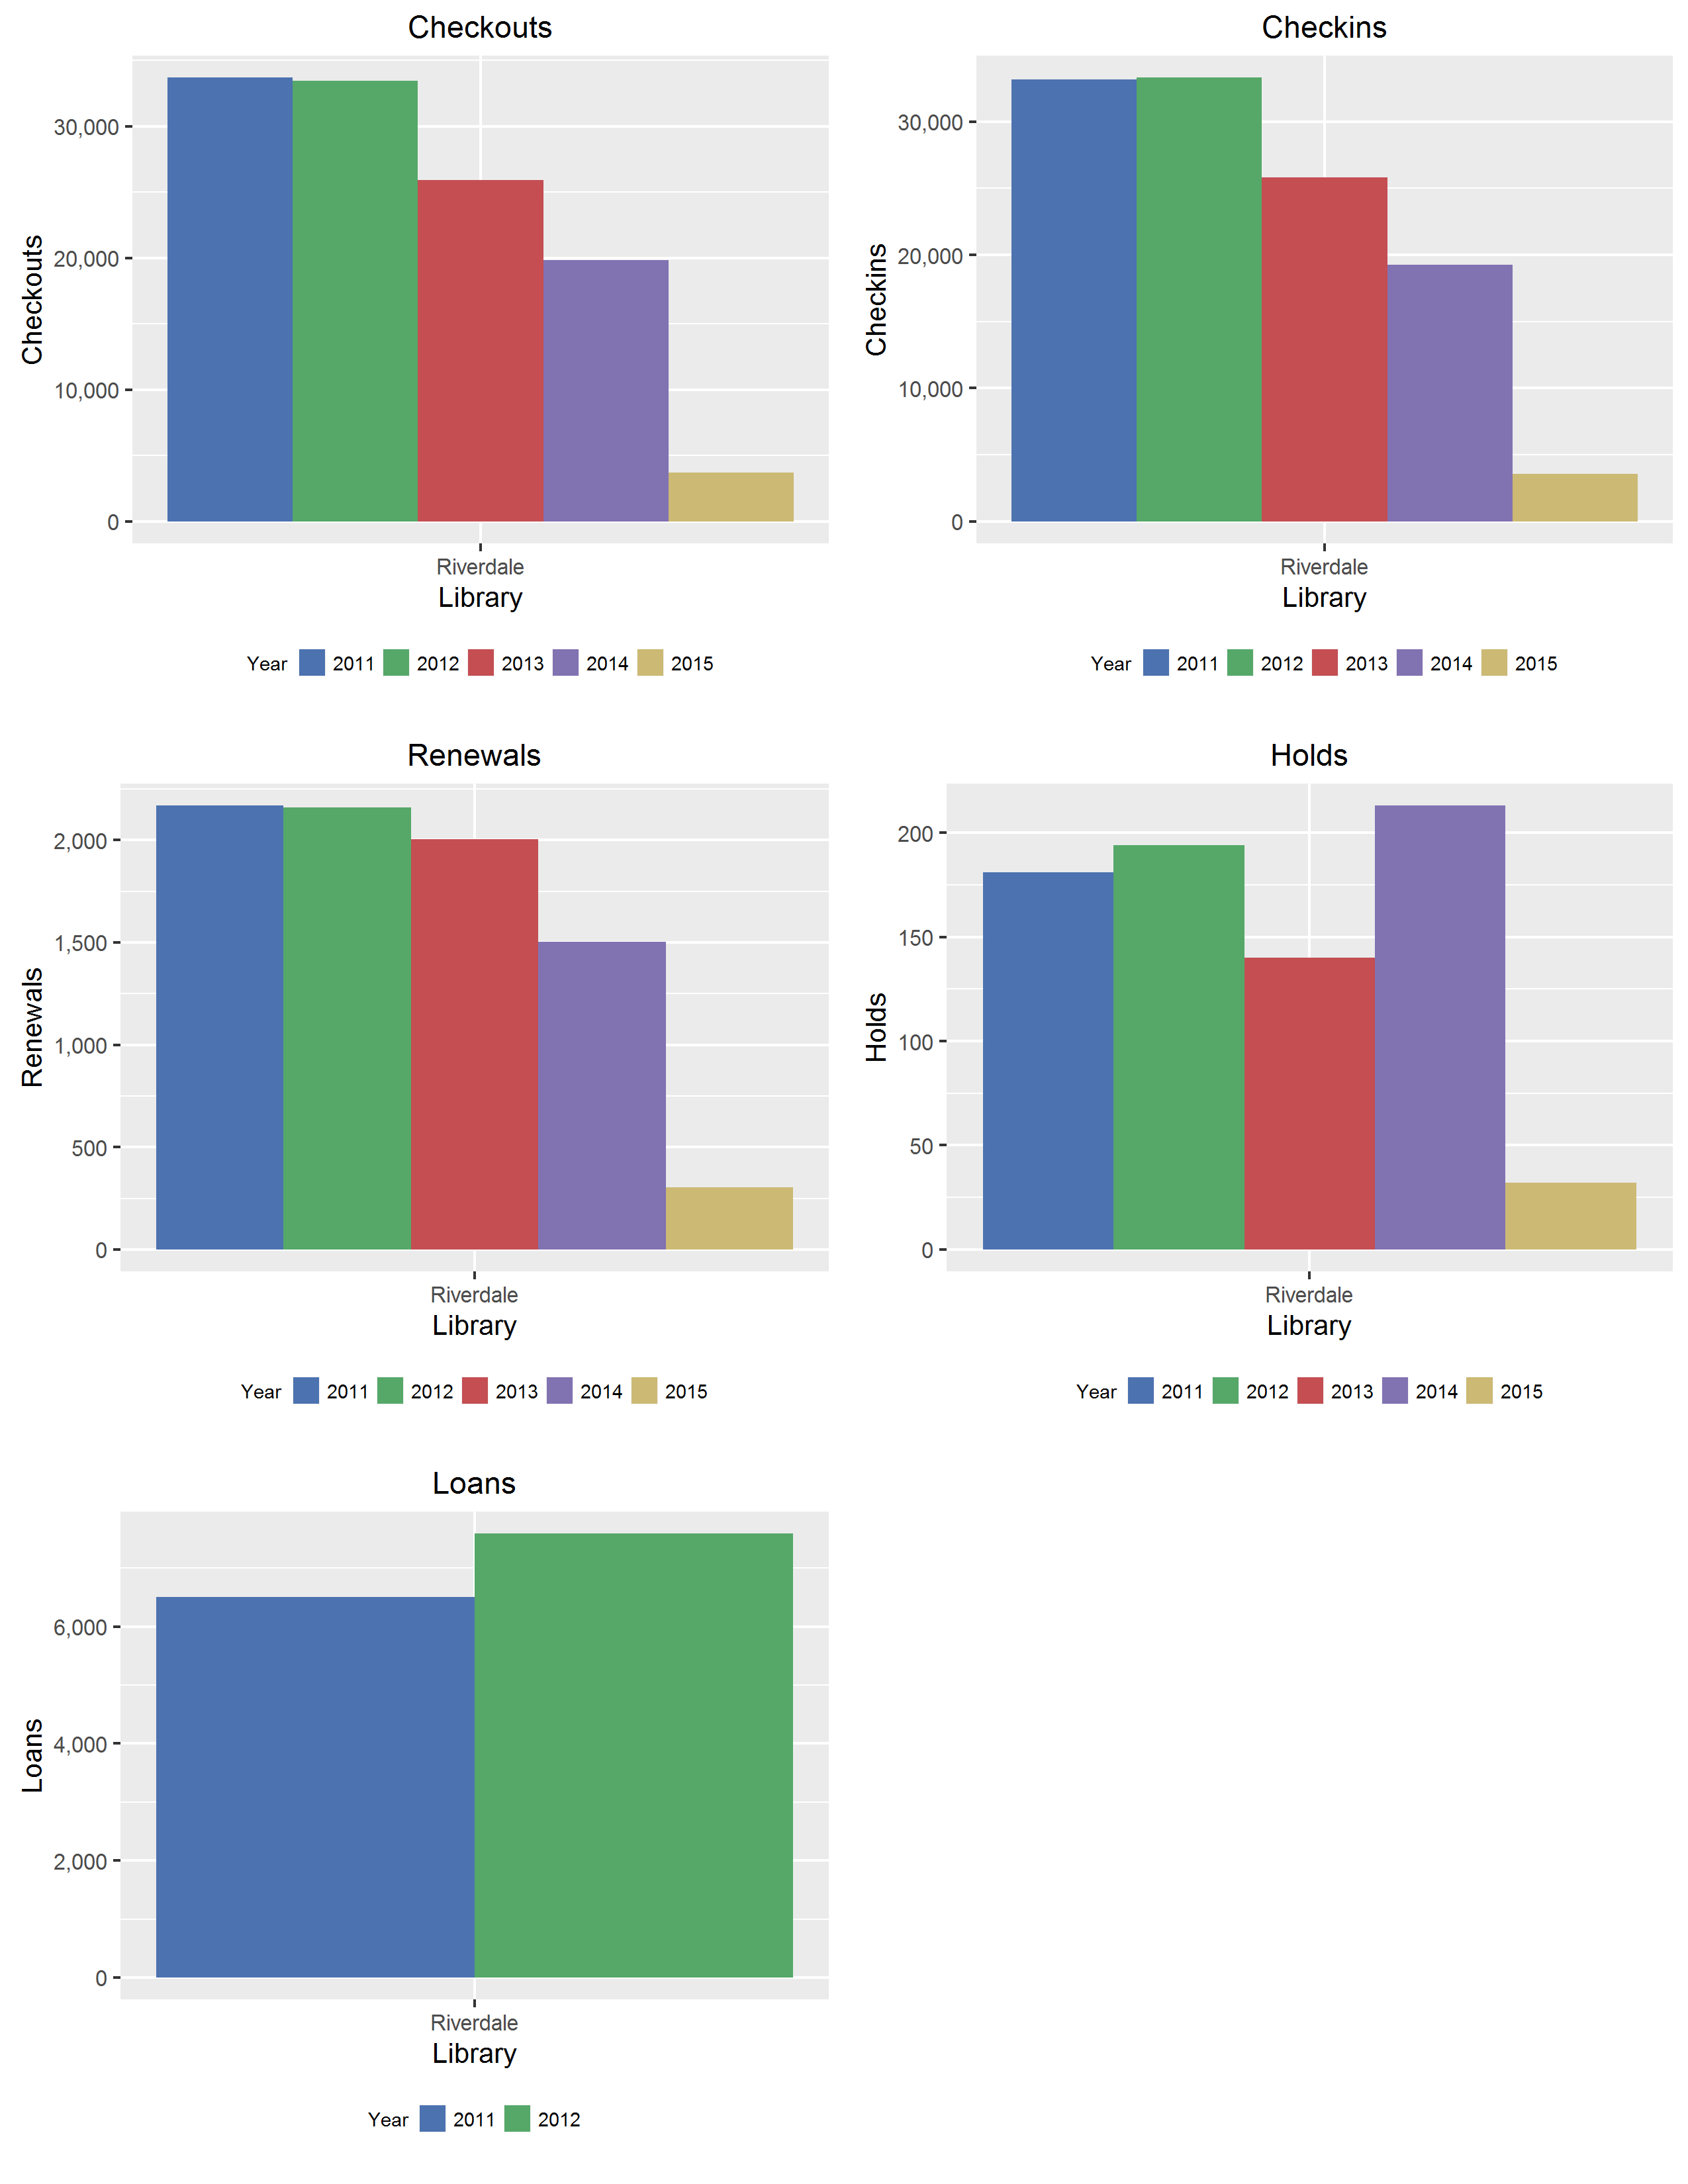 Checkouts
Checkouts
30,000
20,000
10,000
0
Riverdale
Library
Year 2011 2012 2013 2014 2015
Checkins
Checkins
30,000
20,000
10,000
0
Riverdale
Library
Year 2011 2012 2013 2014 2015
Renewals
Renewals
2,000
1,500
1,000
500
0
Riverdale
Library
Year 2011 2012 2013 2014 2015
Holds
Holds
200
150
100
50
0
Riverdale
Library
Year 2011 2012 2013 2014 2015
Loans
Loans
6,000
4,000
2,000
0
Riverdale
Library
Year 2011 2012